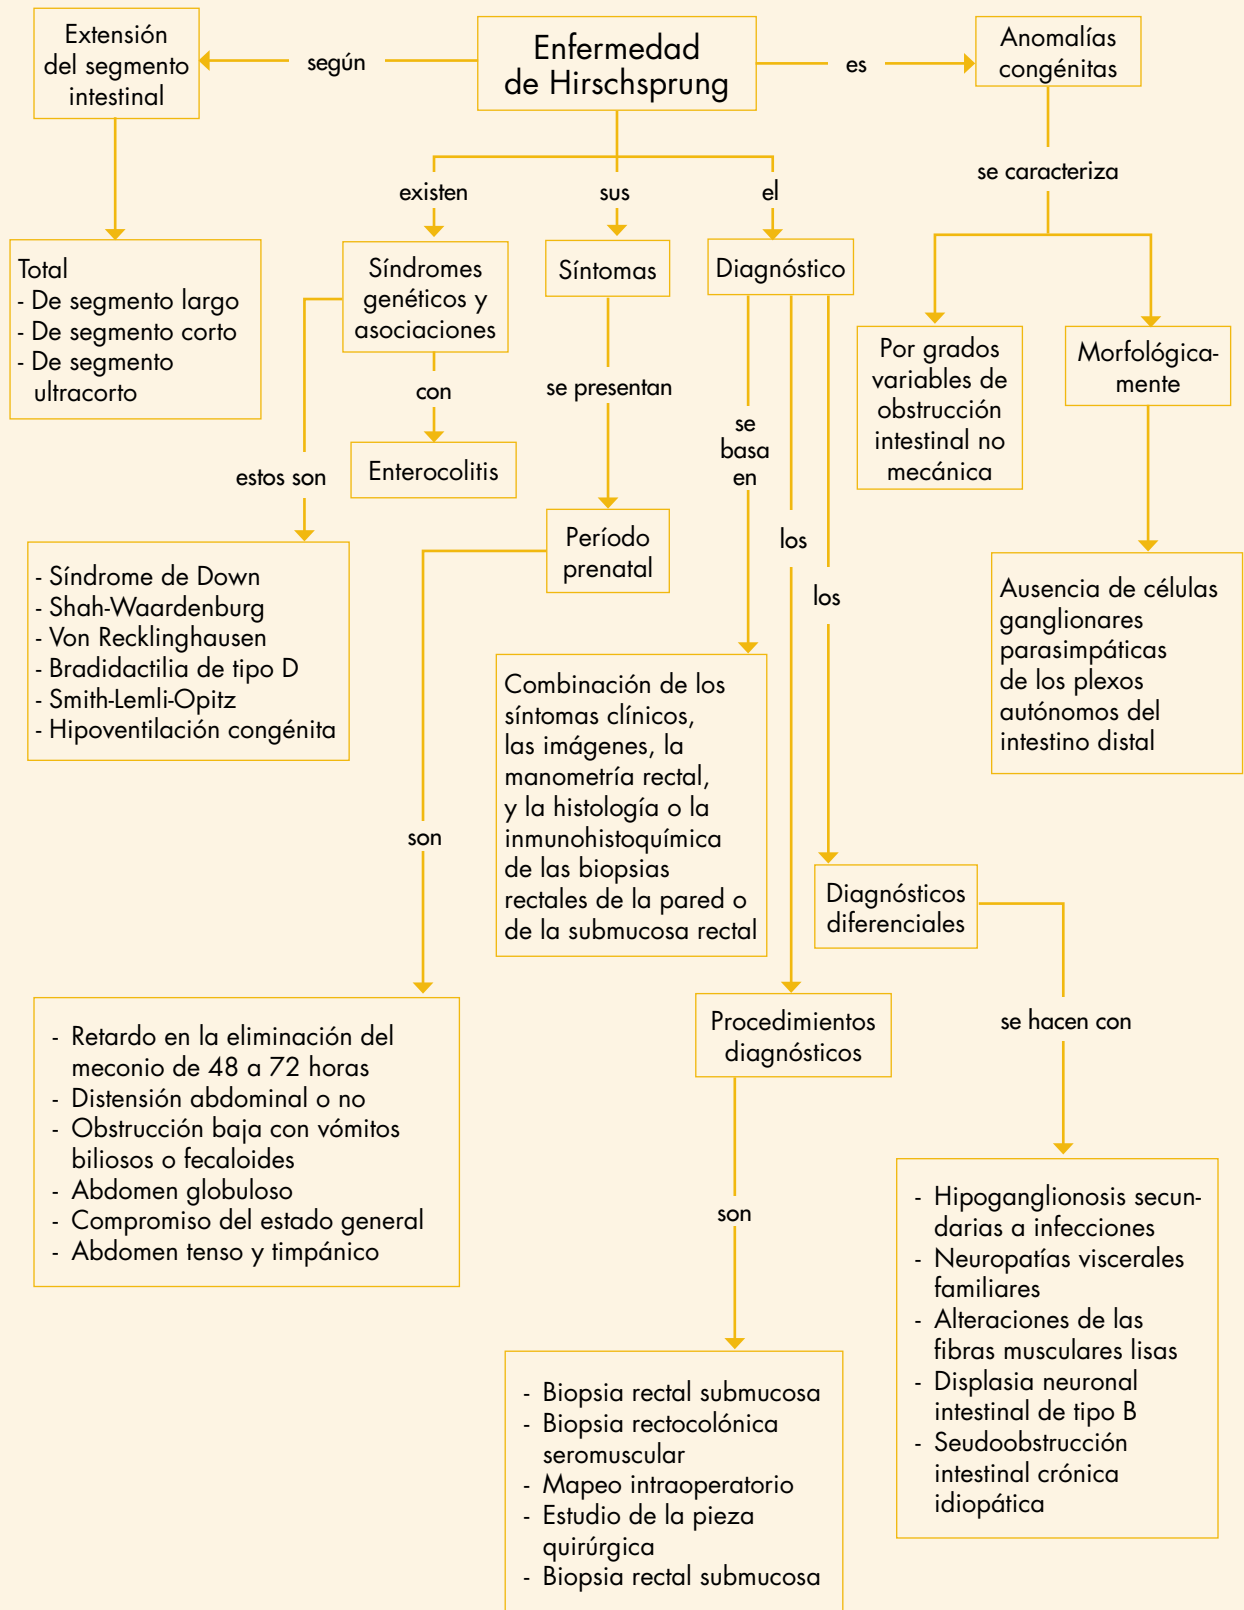 Extensión
del segmento
intestinal
según
Enfermedad
de Hirschsprung
es
Anomalías
congénitas
se caracteriza
existen
sus
el
Total
- De segmento largo
- De segmento corto
- De segmento
ultracorto
Síndromes
genéticos y
asociaciones
Síntomas
Diagnóstico
Por grados
variables de
obstrucción
intestinal no
mecánica
Morfológica-
mente
con
se presentan
se
basa
en
estos son
Enterocolitis
Período
prenatal
los
los
- Síndrome de Down
- Shah-Waardenburg
- Von Recklinghausen
- Bradidactilia de tipo D
- Smith-Lemli-Opitz
- Hipoventilación congénita
Ausencia de células
ganglionares
parasimpáticas
de los plexos
autónomos del
intestino distal
Combinación de los
síntomas clínicos,
las imágenes, la
manometría rectal,
y la histología o la
inmunohistoquímica
de las biopsias
rectales de la pared o
de la submucosa rectal
son
Diagnósticos
diferenciales
Procedimientos
diagnósticos
se hacen con
- Retardo en la eliminación del
meconio de 48 a 72 horas
- Distensión abdominal o no
- Obstrucción baja con vómitos
biliosos o fecaloides
- Abdomen globuloso
- Compromiso del estado general
- Abdomen tenso y timpánico
son
- Hipoganglionosis secun-
darias a infecciones
- Neuropatías viscerales
familiares
- Alteraciones de las
fibras musculares lisas
- Displasia neuronal
intestinal de tipo B
- Seudoobstrucción
intestinal crónica
idiopática
- Biopsia rectal submucosa
- Biopsia rectocolónica
seromuscular
- Mapeo intraoperatorio
- Estudio de la pieza
quirúrgica
- Biopsia rectal submucosa